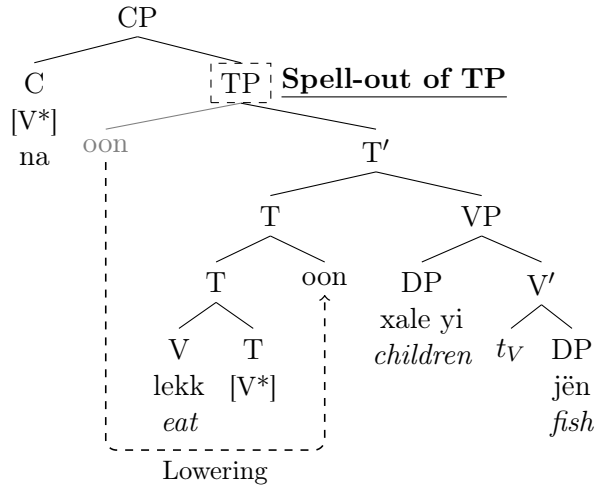 CP
C TP Spell-out of TP
[V*] oon
na T′
T VP
T oon DP V′
xale yi
V T children t_V DP
lekk [V*] jën
eat fish
Lowering